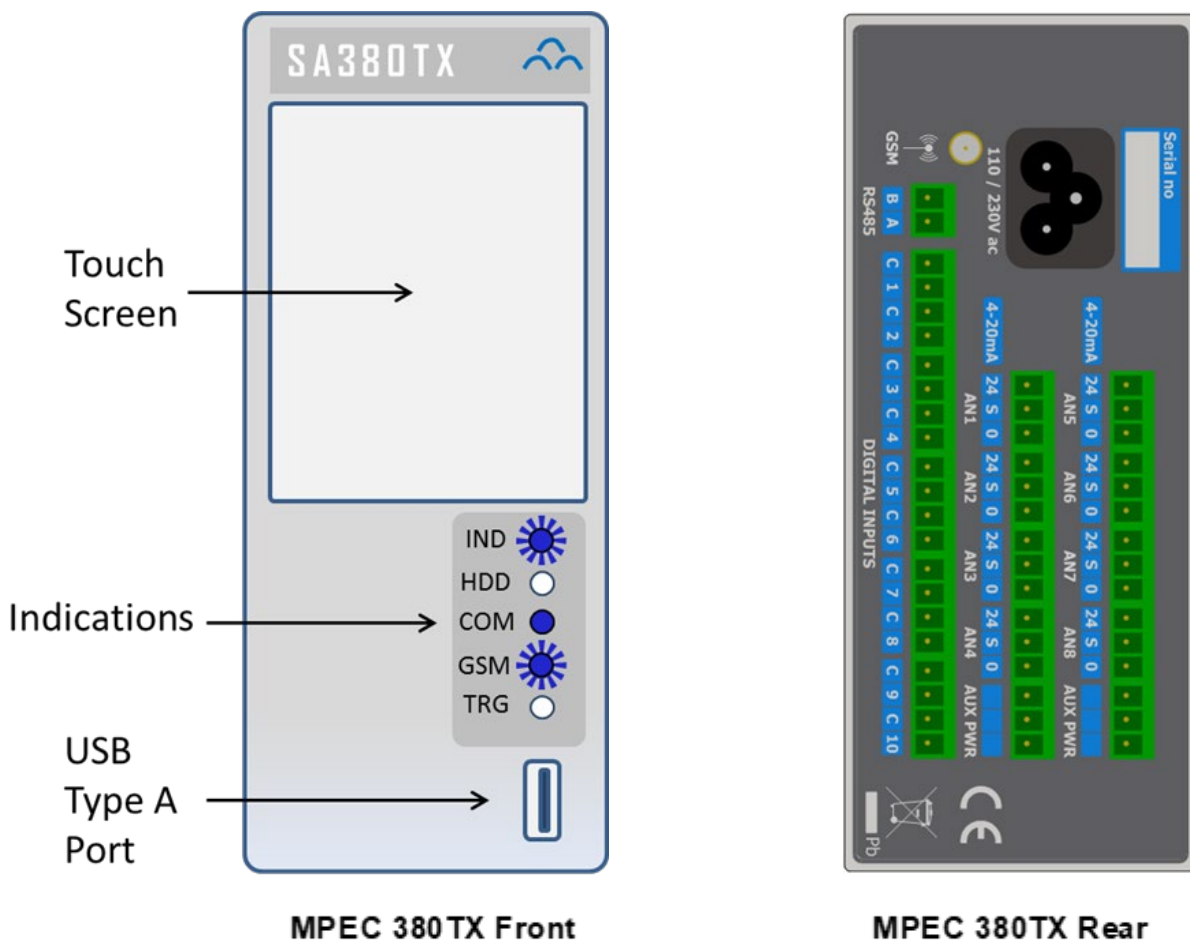 SA380TX
Touch
Screen
IND
HDD
COM
GSM
TRG
Indications
USB
Type A
Port
MPEC 380TX Front
Serial no
110 / 230V ac
GSM
RS485
B A
4-20mA
24 S 0 24 S 0 24 S 0 24 S 0
AN5 AN6 AN7 AN8 AUX PWR
4-20mA
24 S 0 24 S 0 24 S 0 24 S 0
AN1 AN2 AN3 AN4 AUX PWR
C 1 C 2 C 3 C 4 C 5 C 6 C 7 C 8 C 9 C 10
DIGITAL INPUTS
CE
Pb
MPEC 380TX Rear